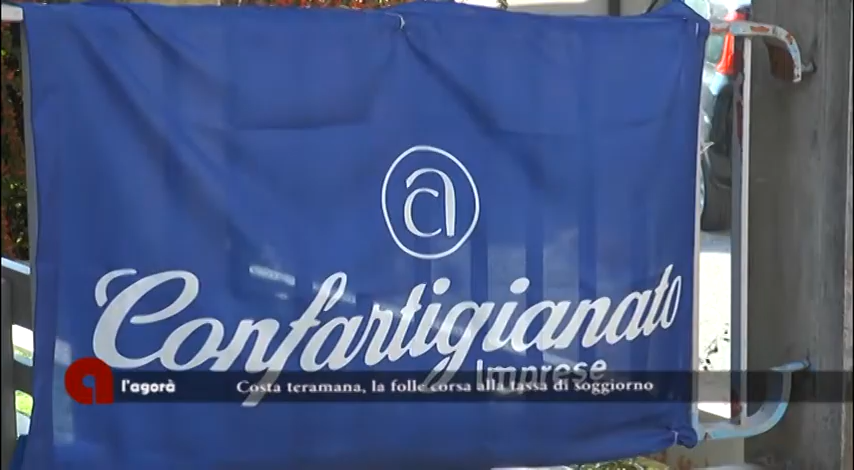 Confartigianato
Imprese
l'agorà Costa teramana, la folle corsa alla tassa di soggiorno